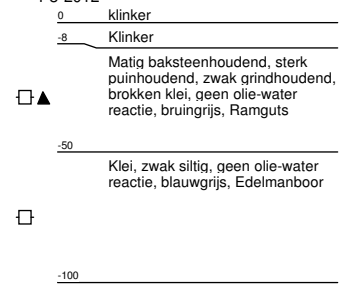 0 klinker
-8 Klinker
Matig baksteenhoudend, sterk
puinhoudend, zwak grindhoudend,
brokken klei, geen olie-water
reactie, bruingrijs, Ramguts
-50
Klei, zwak siltig, geen olie-water
reactie, blauwgrijs, Edelmanboor
-100